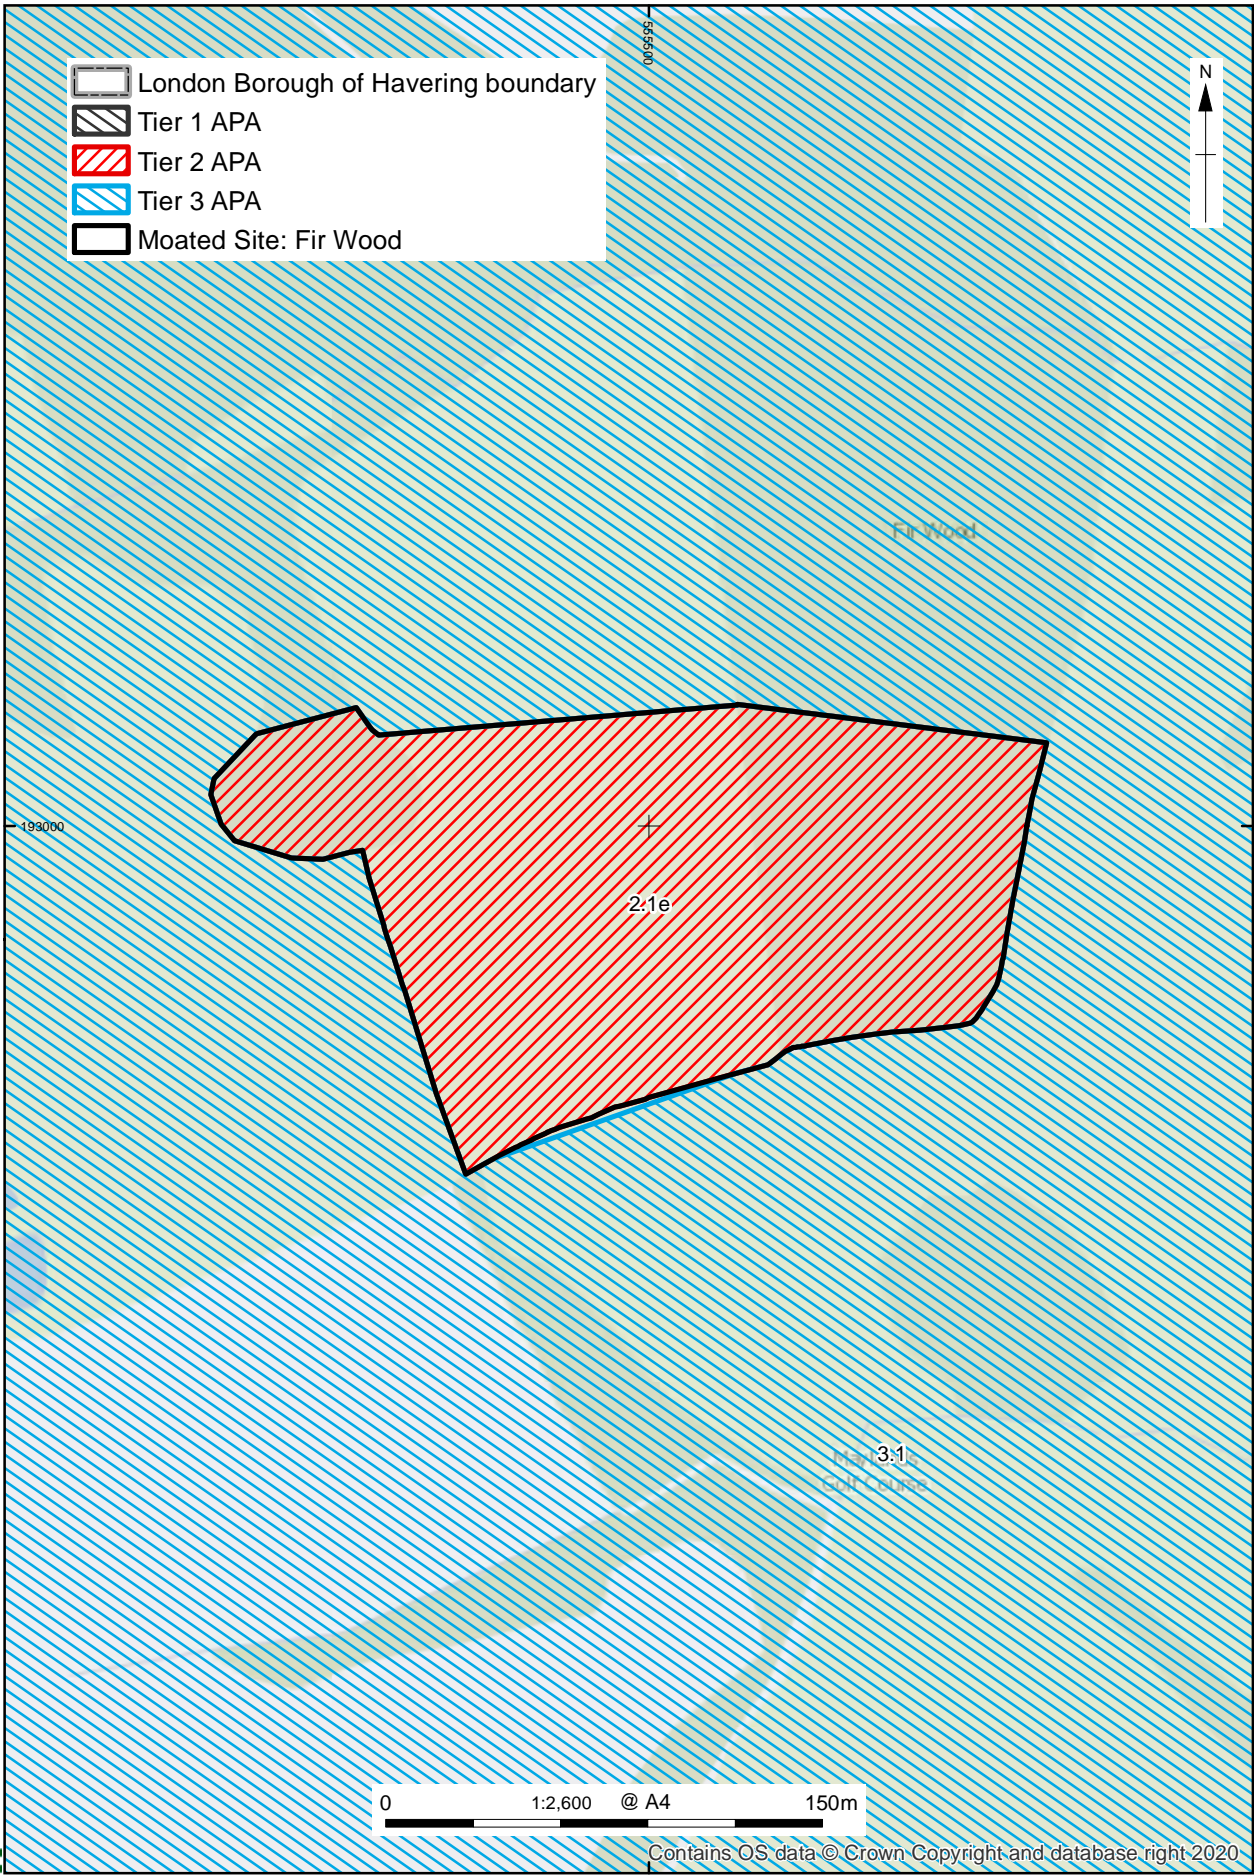 555500
London Borough of Havering boundary
Tier 1 APA
Tier 2 APA
Tier 3 APA
Moated Site: Fir Wood
N
Fir Wood
193000
2.1e
3.1
Golf Course
0 1:2,600 @ A4 150m
Contains OS data © Crown Copyright and database right 2020